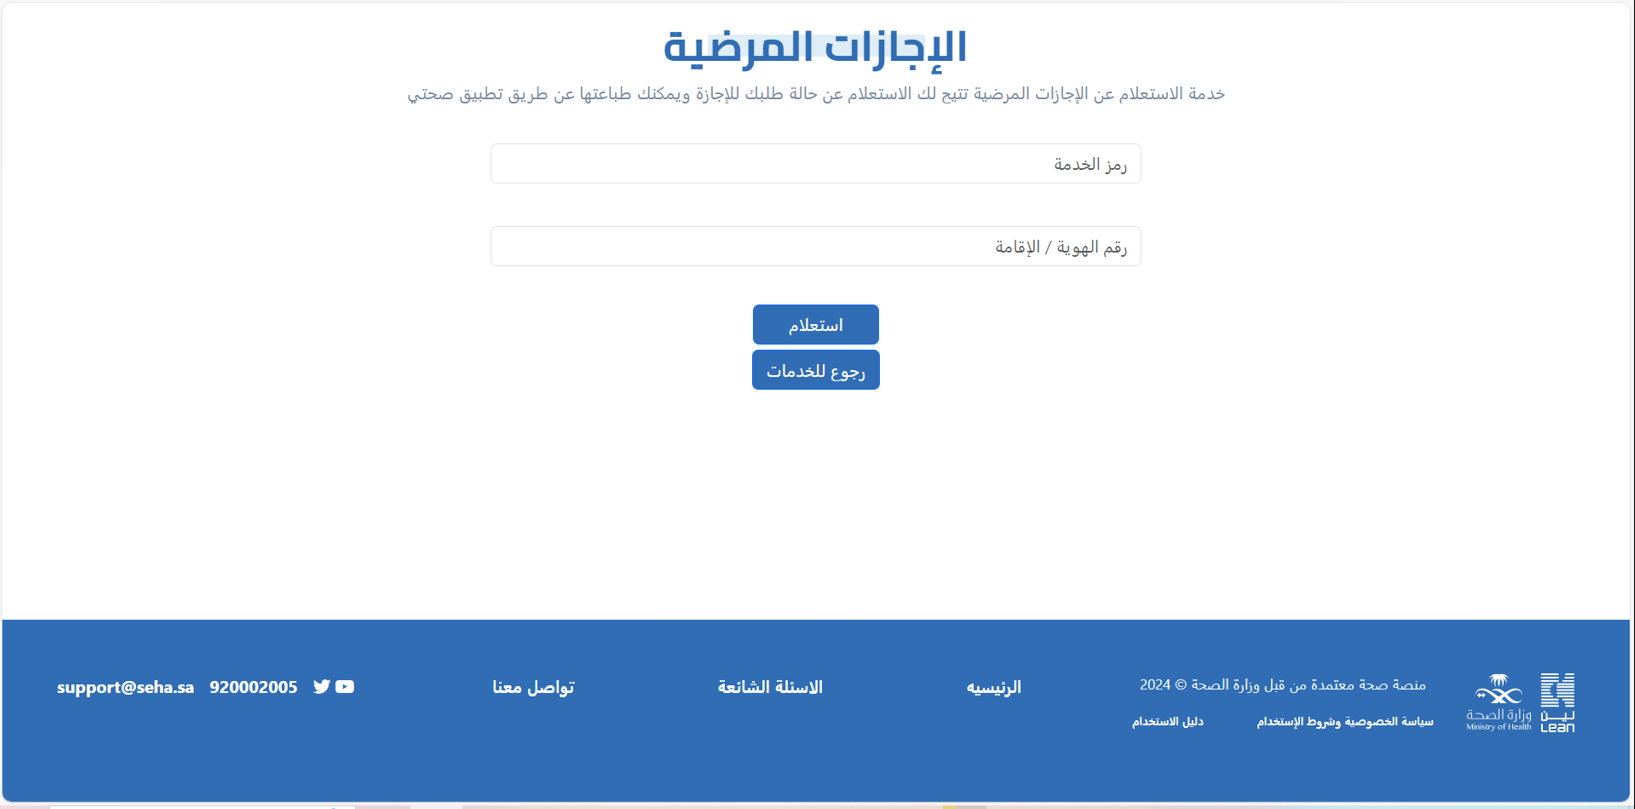 الإجازات المرضية
خدمة الاستعلام عن الإجازات المرضية تتيح لك الاستعلام عن حالة طلبك للإجازة ويمكنك طباعتها عن طريق تطبيق صحتي
رمز الخدمة
رقم الهوية / الإقامة
استعلام
رجوع للخدمات
لين
Lean
وزارة الصحة
Ministry of Health
منصة صحة معتمدة من قبل وزارة الصحة © 2024
سياسة الخصوصية وشروط الإستخدام
دليل الاستخدام
الرئيسيه
الاسئلة الشائعة
تواصل معنا
920002005
support@seha.sa